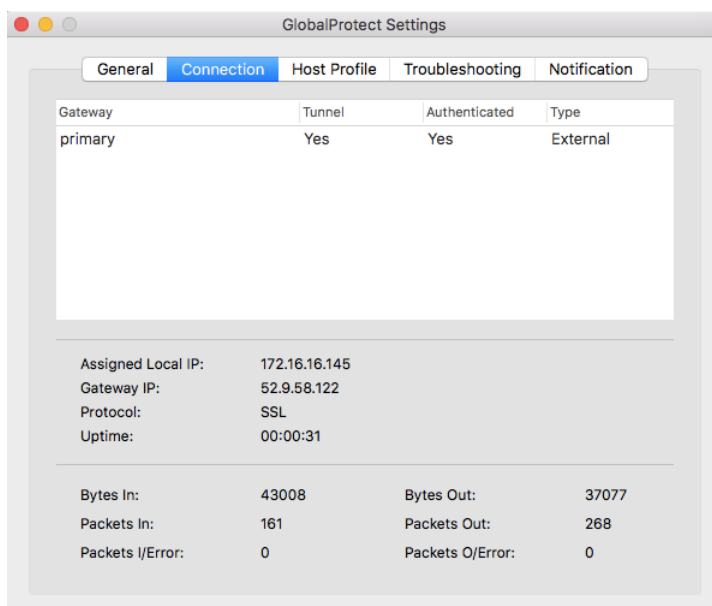 GlobalProtect Settings
General Connection Host Profile Troubleshooting Notification
Gateway Tunnel Authenticated Type
primary Yes Yes External
Assigned Local IP: 172.16.16.145
Gateway IP: 52.9.58.122
Protocol: SSL
Uptime: 00:00:31
Bytes In: 43008 Bytes Out: 37077
Packets In: 161 Packets Out: 268
Packets I/Error: 0 Packets O/Error: 0